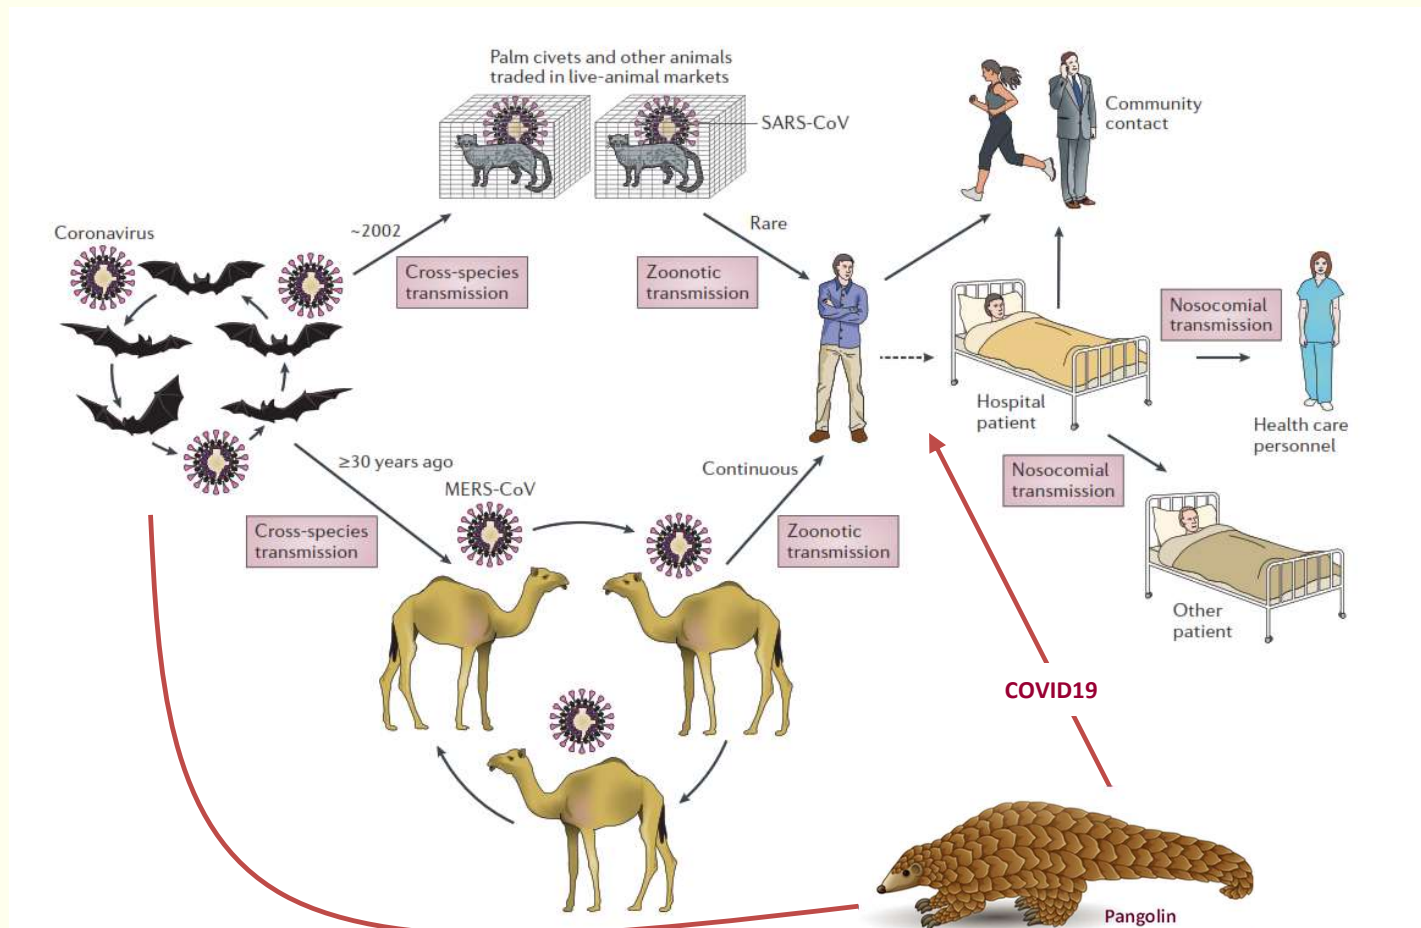 Palm civets and other animals
traded in live-animal markets
SARS-CoV
Community
contact
Coronavirus
~2002
Rare
Cross-species
transmission
Zoonotic
transmission
Nosocomial
transmission
Hospital
patient
Health care
personnel
≥30 years ago
MERS-CoV
Continuous
Nosocomial
transmission
Cross-species
transmission
Zoonotic
transmission
Other
patient
COVID19
Pangolin